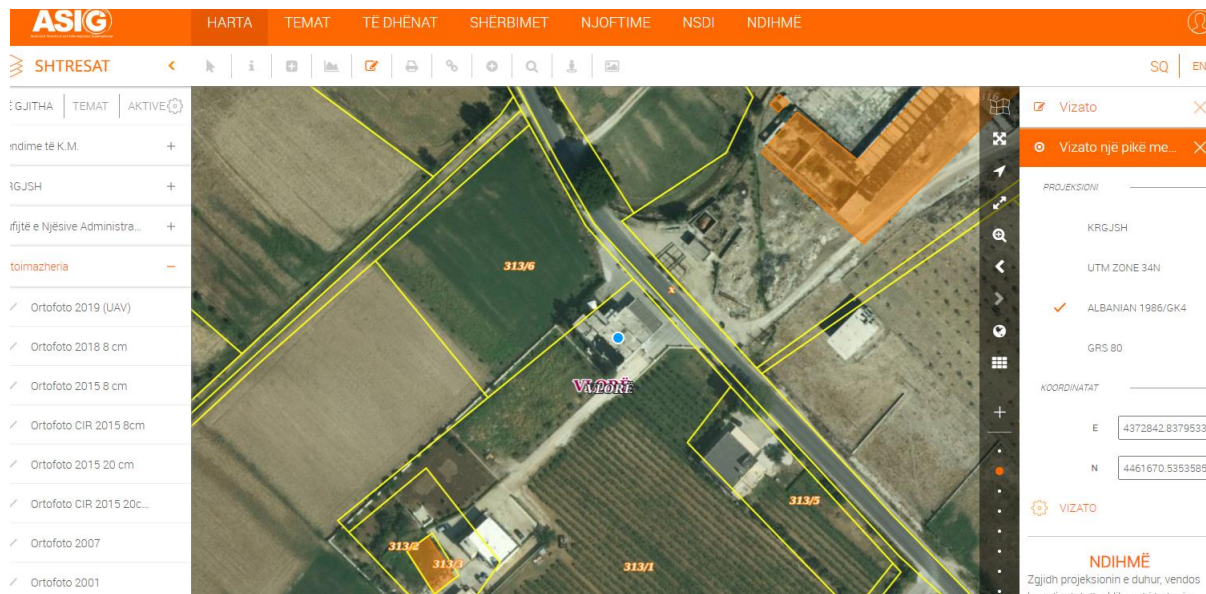 ASIG
HARTA TEMAT TË DHËNAT SHËRBIMET NJOFTIME NSDI NDIHMË
SHTRESAT
SQ EN
GJITHA TEMAT AKTIVE
Vizato
Vizato një pikë me...
endime të K.M.
RGJSH
ufijtë e Njësive Administra...
toimazheria
Ortofoto 2019 (UAV)
Ortofoto 2018 8 cm
Ortofoto 2015 8 cm
Ortofoto CIR 2015 8cm
Ortofoto 2015 20 cm
Ortofoto CIR 2015 20c...
Ortofoto 2007
Ortofoto 2001
316
313/6
x
VLORË
VLORË
313/5
313/2
313/3
313/1
PROJEKSIONI
KRGJSH
UTM ZONE 34N
ALBANIAN 1986/GK4
GRS 80
KOORDINATAT
E 4372842.8379533
N 4461670.5353585
VIZATO
NDIHMË
Zgjidh projeksionin e duhur, vendos